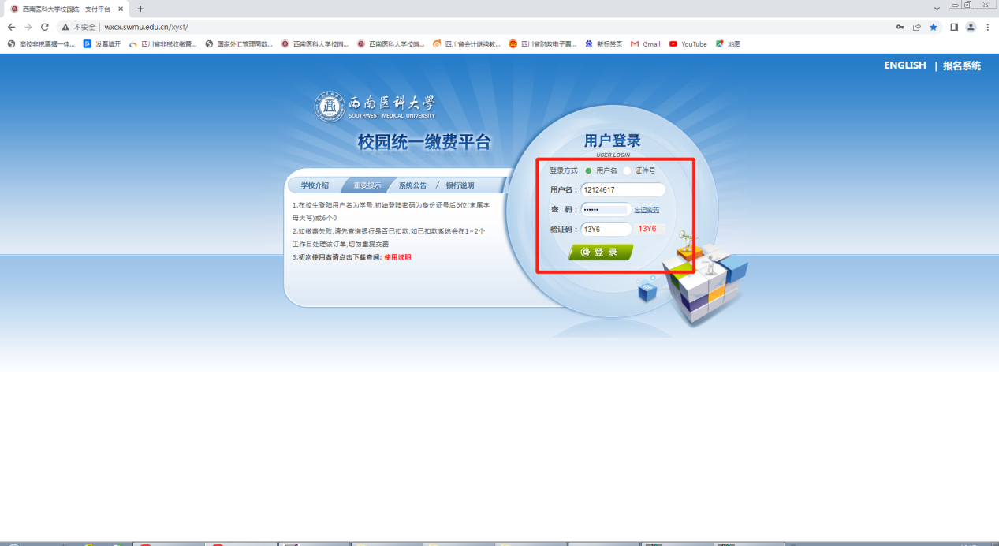 西南医科大学校园统一支付平台
不安全 wxcx.swmu.edu.cn/xysf/
高校非税票据一体... 发票填开 四川省非税收缴暨... 国家外汇管理局数... 西南医科大学校园... 西南医科大学校园... 四川省会计继续教... 四川省财政电子票... 新标签页 Gmail YouTube 地图
ENGLISH | 报名系统
西南医科大学
SOUTHWEST MEDICAL UNIVERSITY
校园统一缴费平台
学校介绍 重要提示 系统公告 / 银行说明
1.在校生登陆用户名为学号,初始登陆密码为身份证号后6位(末尾字
母大写)或6个0
2.如缴费失败,请先查询银行是否已扣款,如已扣款系统会在1~2个
工作日处理该订单,切勿重复交费
3.初次使用者请点击下载查阅: 使用说明
用户登录
USER LOGIN
登录方式 用户名 证件号
用户名: 12124617
密 码: •••••• 忘记密码
验证码: 13Y6 13Y6
登 录